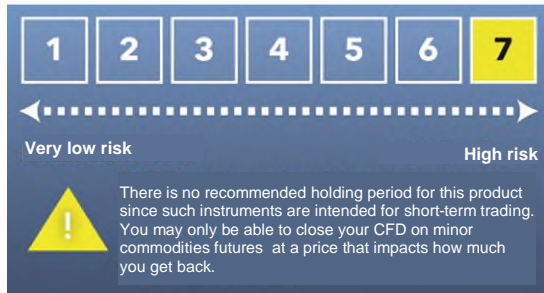 1 2 3 4 5 6 7
Very low risk
High risk
!
There is no recommended holding period for this product
since such instruments are intended for short-term trading.
You may only be able to close your CFD on minor
commodities futures at a price that impacts how much
you get back.